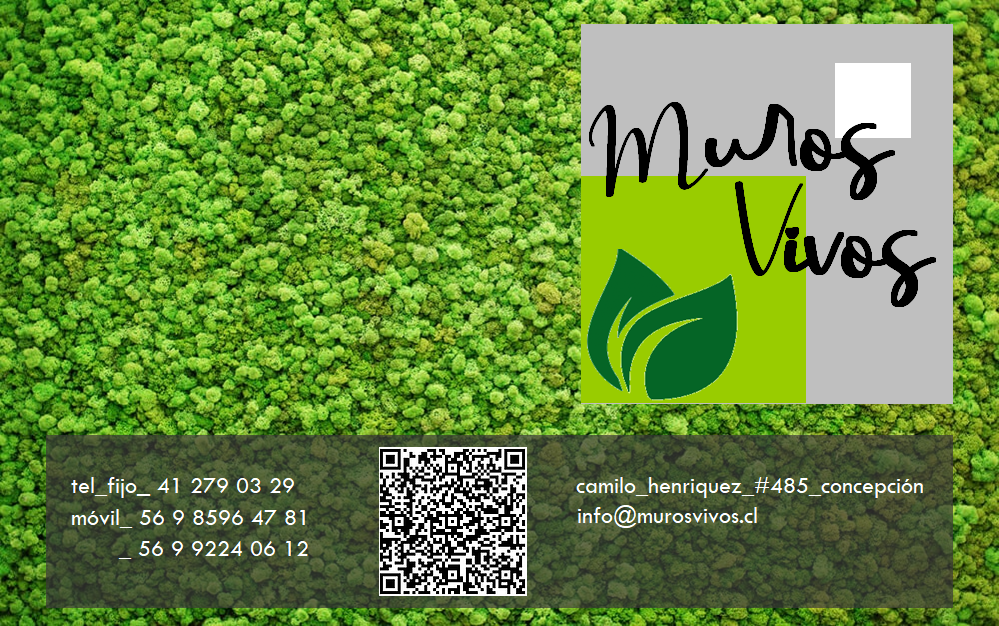 Muros
Vivos
tel_fijo_ 41 279 03 29
móvil_ 56 9 8596 47 81
_ 56 9 9224 06 12
camilo_henriquez_#485_concepción
info@murosvivos.cl